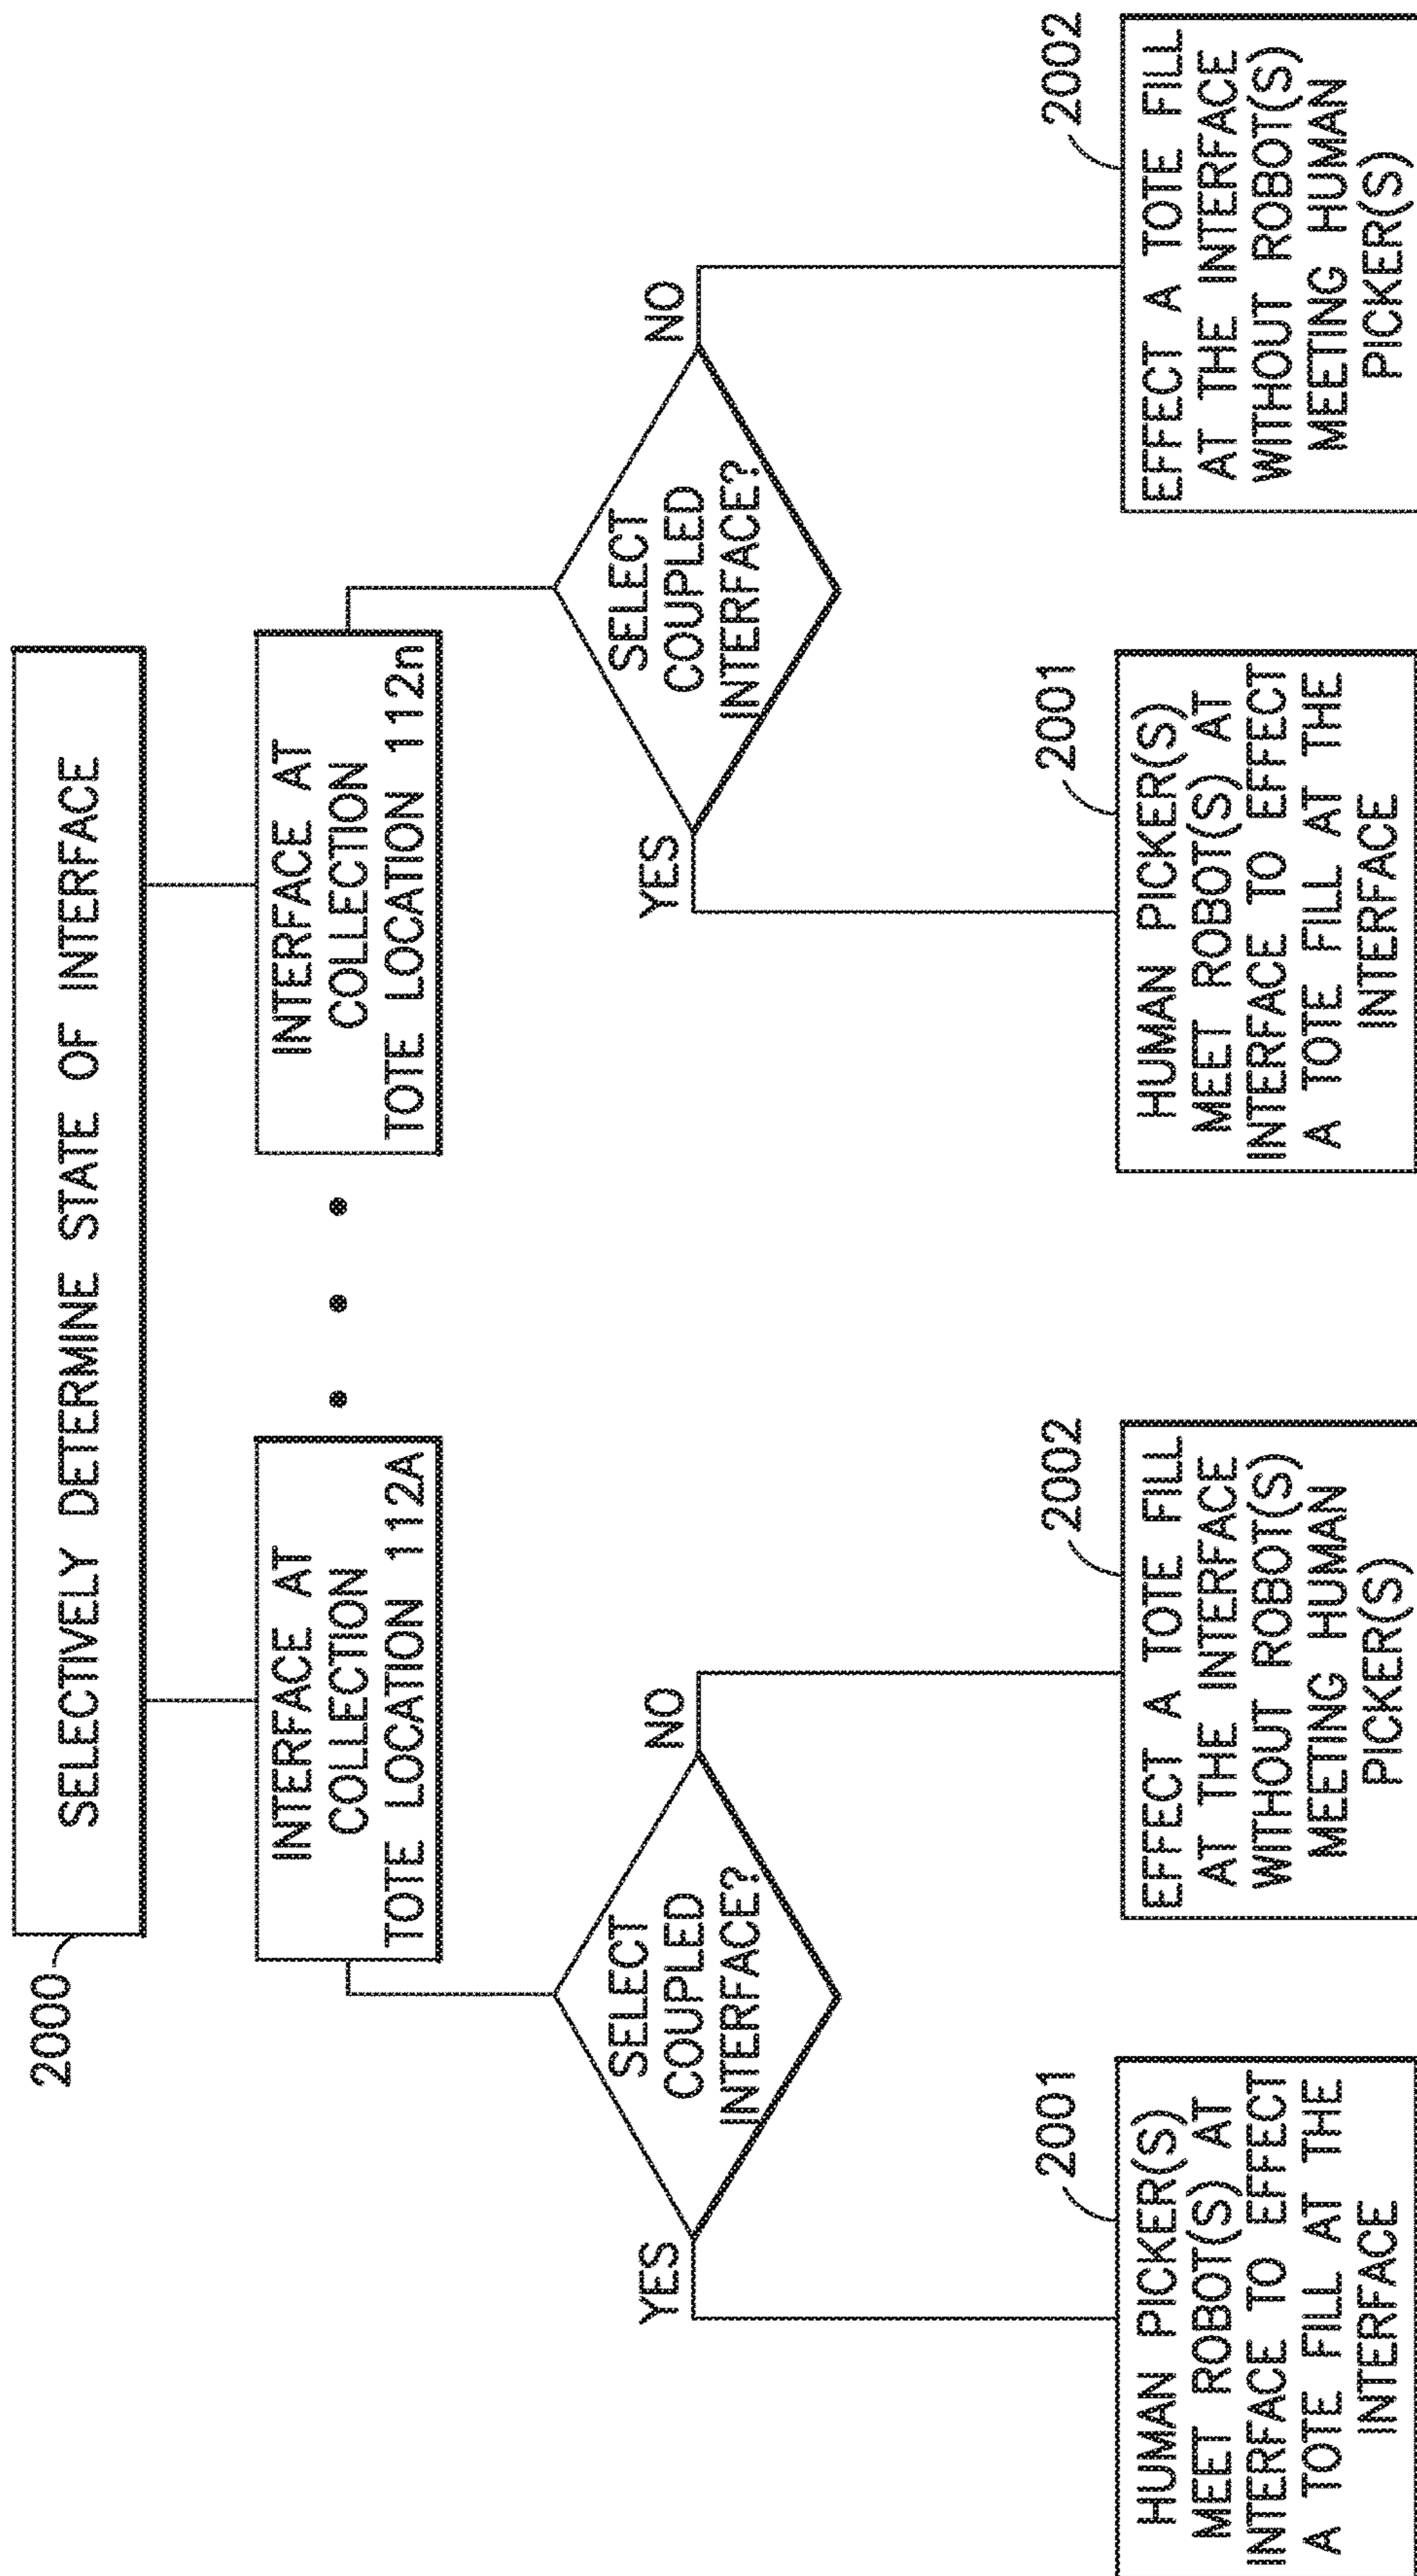 2000
SELECTIVELY DETERMINE STATE OF INTERFACE
INTERFACE AT
COLLECTION
TOTE LOCATION 112A
INTERFACE AT
COLLECTION
TOTE LOCATION 112n
SELECT
COUPLED
INTERFACE?
YES
NO
SELECT
COUPLED
INTERFACE?
YES
NO
2001
HUMAN PICKER(S)
MEET ROBOT(S) AT
INTERFACE TO EFFECT
A TOTE FILL AT THE
INTERFACE
2002
EFFECT A TOTE FILL
AT THE INTERFACE
WITHOUT ROBOT(S)
MEETING HUMAN
PICKER(S)
2001
HUMAN PICKER(S)
MEET ROBOT(S) AT
INTERFACE TO EFFECT
A TOTE FILL AT THE
INTERFACE
2002
EFFECT A TOTE FILL
AT THE INTERFACE
WITHOUT ROBOT(S)
MEETING HUMAN
PICKER(S)